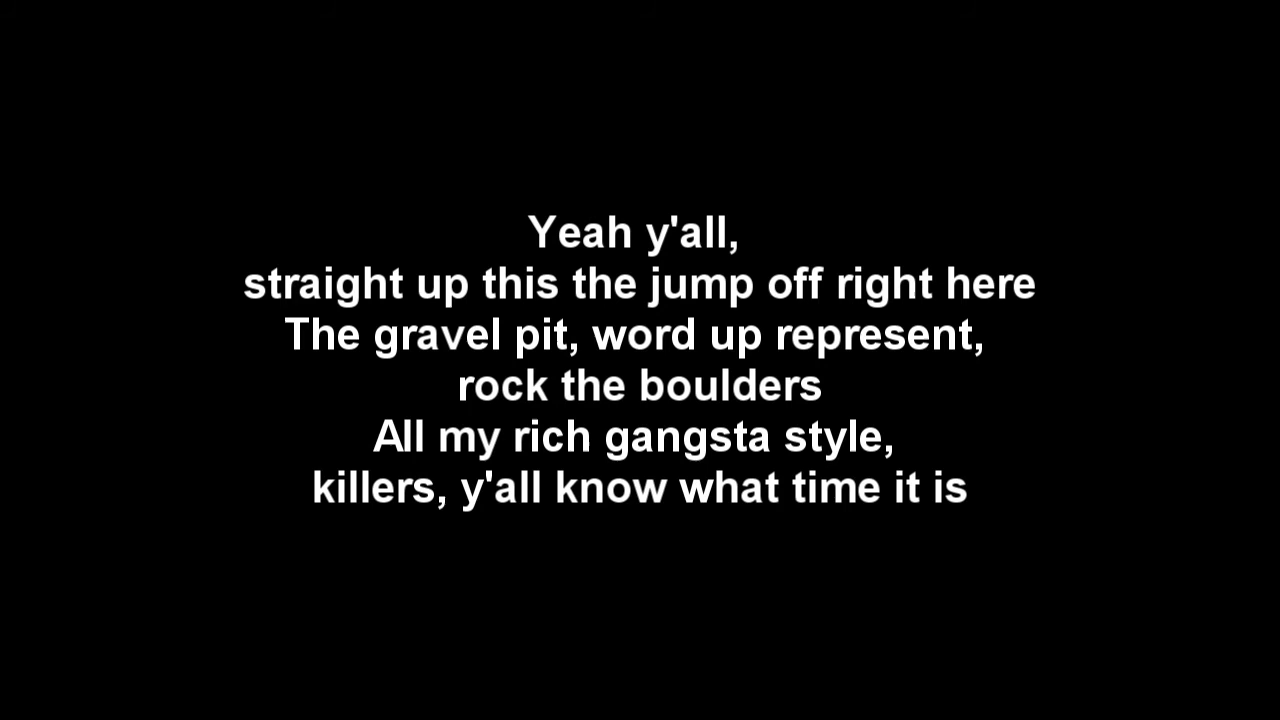 Yeah y'all,
straight up this the jump off right here
The gravel pit, word up represent,
rock the boulders
All my rich gangsta style,
killers, y'all know what time it is